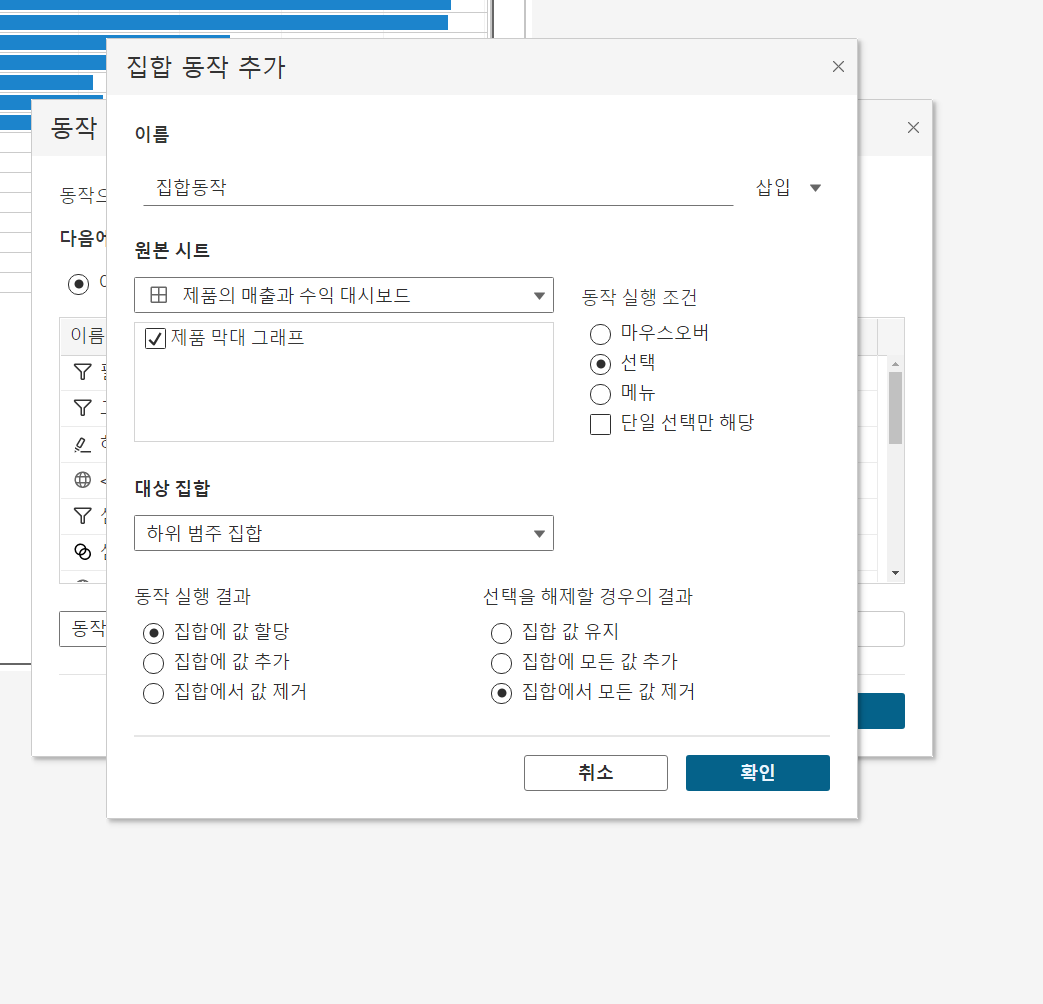 집합 동작 추가
동작
이름
집합동작
삽입
동작으
다음에
원본 시트
제품의 매출과 수익 대시보드
제품 막대 그래프
동작 실행 조건
마우스오버
선택
메뉴
단일 선택만 해당
이름
대상 집합
하위 범주 집합
동작 실행 결과
집합에 값 할당
집합에 값 추가
집합에서 값 제거
선택을 해제할 경우의 결과
집합 값 유지
집합에 모든 값 추가
집합에서 모든 값 제거
동작
취소
확인